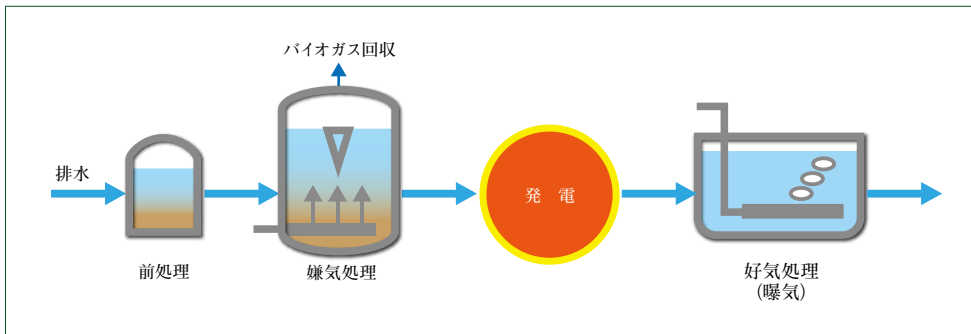 バイオガス回収
排水
発 電
前処理
嫌気処理
好気処理
(曝気)